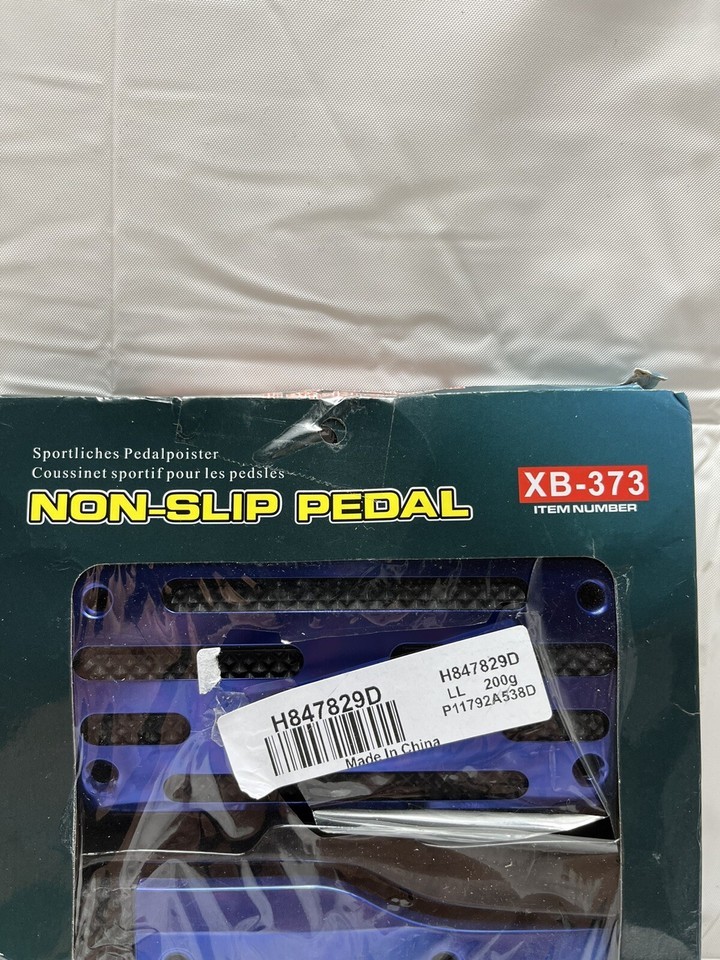 Sportliches Pedalpoister
Coussinet sportif pour les pedsles
NON-SLIP PEDAL
XB-373
ITEM NUMBER
H847829D
Made In China
H847829D
LL 200g
P11792A538D